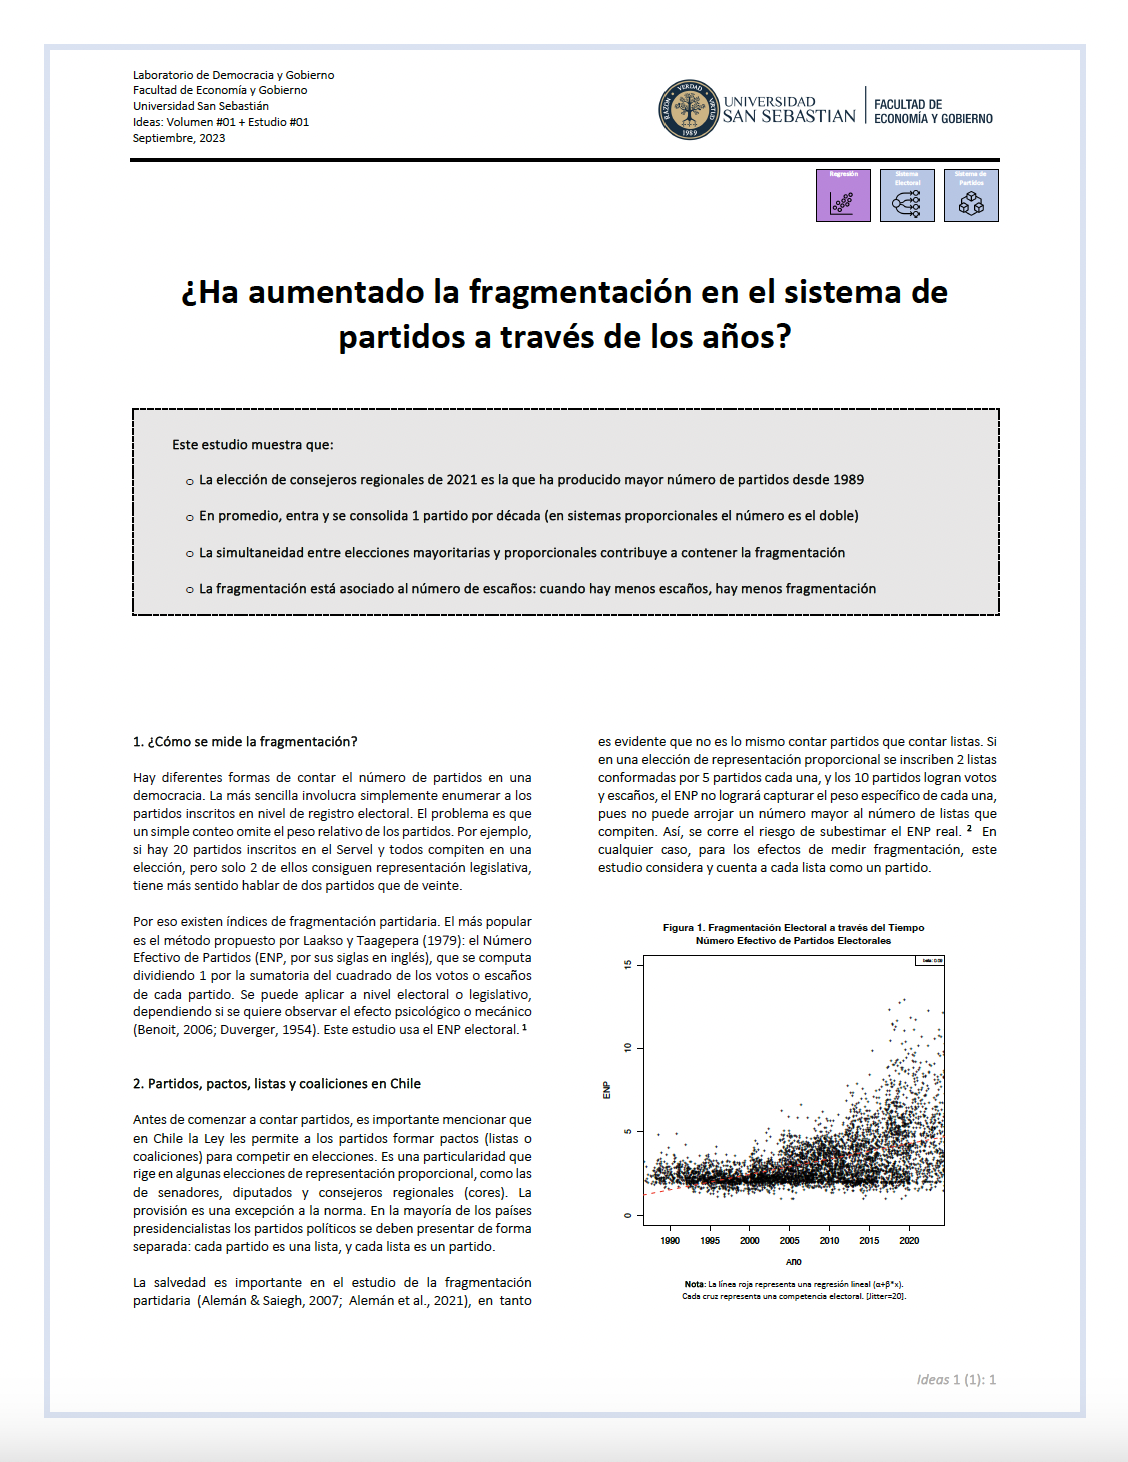 Laboratorio de Democracia y Gobierno
Facultad de Economía y Gobierno
Universidad San Sebastián
Ideas: Volumen #01 + Estudio #01
Septiembre, 2023
RAZÓN VERDAD VIRTUD
1989
UNIVERSIDAD
SAN SEBASTIAN
FACULTAD DE
ECONOMÍA Y GOBIERNO
Regresión
Sistema
Electoral
Sistema de
Partidos
¿Ha aumentado la fragmentación en el sistema de
partidos a través de los años?
Este estudio muestra que:
o La elección de consejeros regionales de 2021 es la que ha producido mayor número de partidos desde 1989
o En promedio, entra y se consolida 1 partido por década (en sistemas proporcionales el número es el doble)
o La simultaneidad entre elecciones mayoritarias y proporcionales contribuye a contener la fragmentación
o La fragmentación está asociado al número de escaños: cuando hay menos escaños, hay menos fragmentación
1. ¿Cómo se mide la fragmentación?
Hay diferentes formas de contar el número de partidos en una
democracia. La más sencilla involucra simplemente enumerar a los
partidos inscritos en nivel de registro electoral. El problema es que
un simple conteo omite el peso relativo de los partidos. Por ejemplo,
si hay 20 partidos inscritos en el Servel y todos compiten en una
elección, pero solo 2 de ellos consiguen representación legislativa,
tiene más sentido hablar de dos partidos que de veinte.
Por eso existen índices de fragmentación partidaria. El más popular
es el método propuesto por Laakso y Taagepera (1979): el Número
Efectivo de Partidos (ENP, por sus siglas en inglés), que se computa
dividiendo 1 por la sumatoria del cuadrado de los votos o escaños
de cada partido. Se puede aplicar a nivel electoral o legislativo,
dependiendo si se quiere observar el efecto psicológico o mecánico
(Benoit, 2006; Duverger, 1954). Este estudio usa el ENP electoral. 1
2. Partidos, pactos, listas y coaliciones en Chile
Antes de comenzar a contar partidos, es importante mencionar que
en Chile la Ley les permite a los partidos formar pactos (listas o
coaliciones) para competir en elecciones. Es una particularidad que
rige en algunas elecciones de representación proporcional, como las
de senadores, diputados y consejeros regionales (cores). La
provisión es una excepción a la norma. En la mayoría de los países
presidencialistas los partidos políticos se deben presentar de forma
separada: cada partido es una lista, y cada lista es un partido.
La salvedad es importante en el estudio de la fragmentación
partidaria (Alemán & Saiegh, 2007; Alemán et al., 2021), en tanto
es evidente que no es lo mismo contar partidos que contar listas. Si
en una elección de representación proporcional se inscriben 2 listas
conformadas por 5 partidos cada una, y los 10 partidos logran votos
y escaños, el ENP no logrará capturar el peso específico de cada una,
pues no puede arrojar un número mayor al número de listas que
compiten. Así, se corre el riesgo de subestimar el ENP real. 2 En
cualquier caso, para los efectos de medir fragmentación, este
estudio considera y cuenta a cada lista como un partido.
Figura 1. Fragmentación Electoral a través del Tiempo
Número Efectivo de Partidos Electorales
15
10
5
0
ENP
1990 1995 2000 2005 2010 2015 2020
Año
Nota: La línea roja representa una regresión lineal (α+β*x).
Cada cruz representa una competencia electoral. [Jitter=20].
Ideas 1 (1): 1